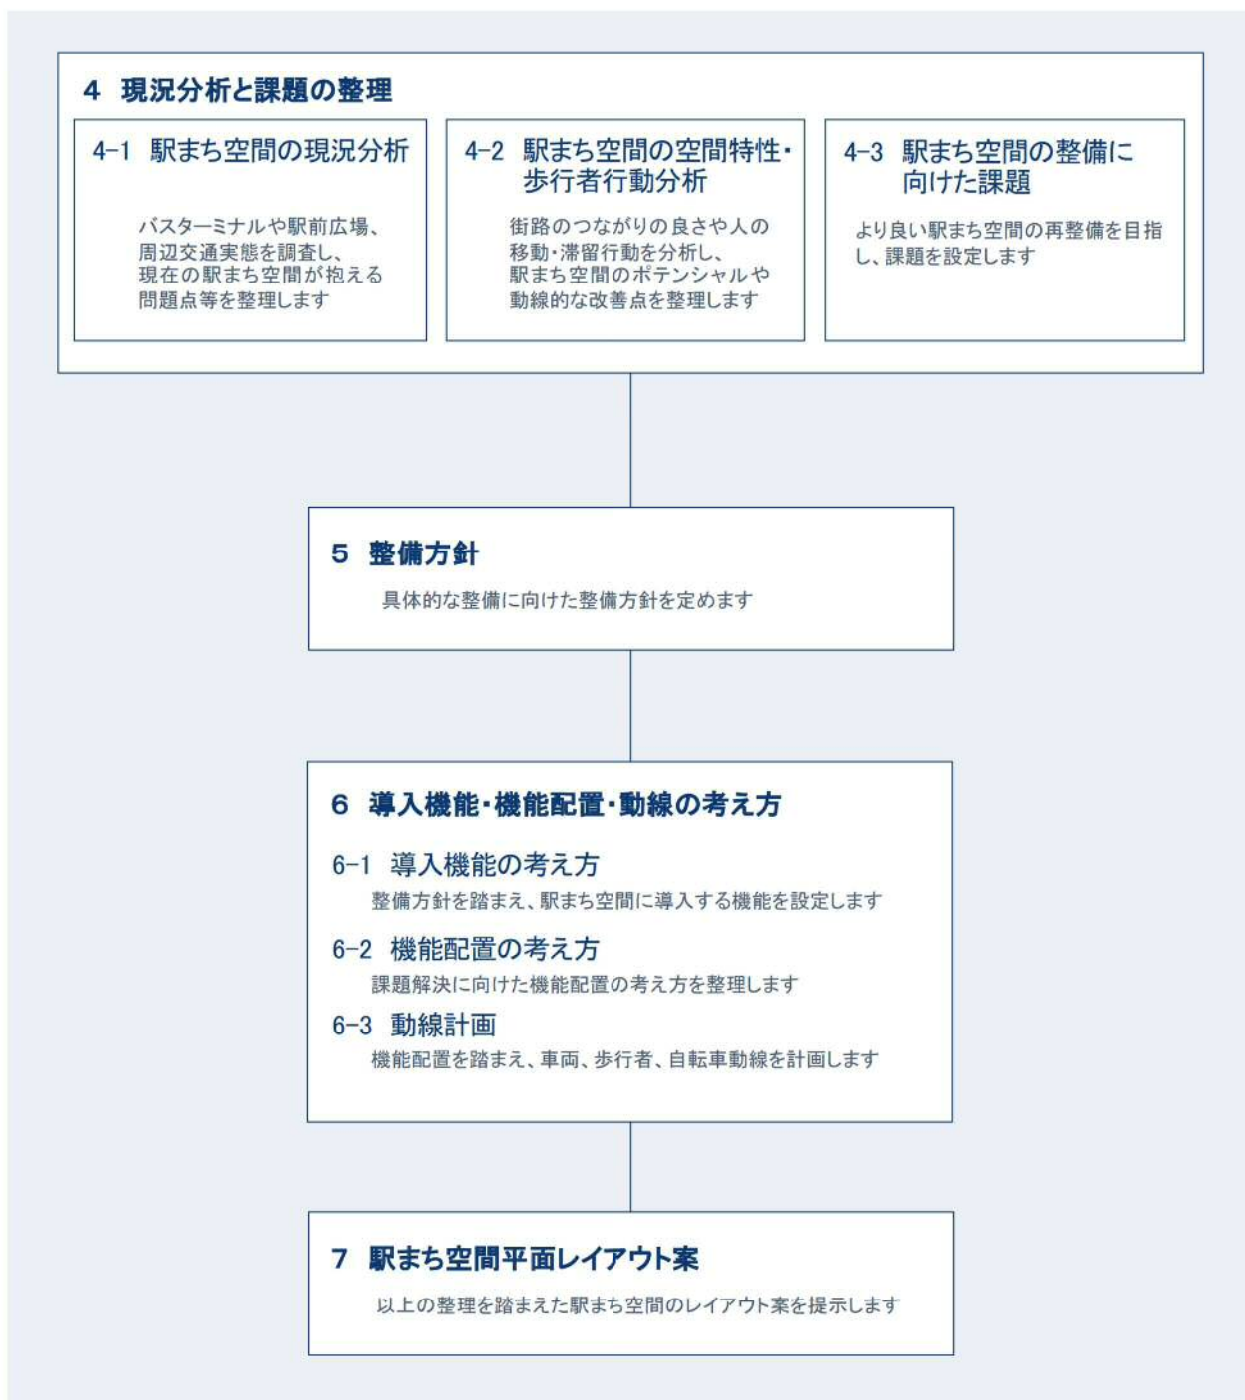 4 現況分析と課題の整理
4-1 駅まち空間の現況分析
バスターミナルや駅前広場、
周辺交通実態を調査し、
現在の駅まち空間が抱える
問題点等を整理します
4-2 駅まち空間の空間特性・
歩行者行動分析
街路のつながりの良さや人の
移動・滞留行動を分析し、
駅まち空間のポテンシャルや
動線的な改善点を整理します
4-3 駅まち空間の整備に
向けた課題
より良い駅まち空間の再整備を目指
し、課題を設定します
5 整備方針
具体的な整備に向けた整備方針を定めます
6 導入機能・機能配置・動線の考え方
6-1 導入機能の考え方
整備方針を踏まえ、駅まち空間に導入する機能を設定します
6-2 機能配置の考え方
課題解決に向けた機能配置の考え方を整理します
6-3 動線計画
機能配置を踏まえ、車両、歩行者、自転車動線を計画します
7 駅まち空間平面レイアウト案
以上の整理を踏まえた駅まち空間のレイアウト案を提示します